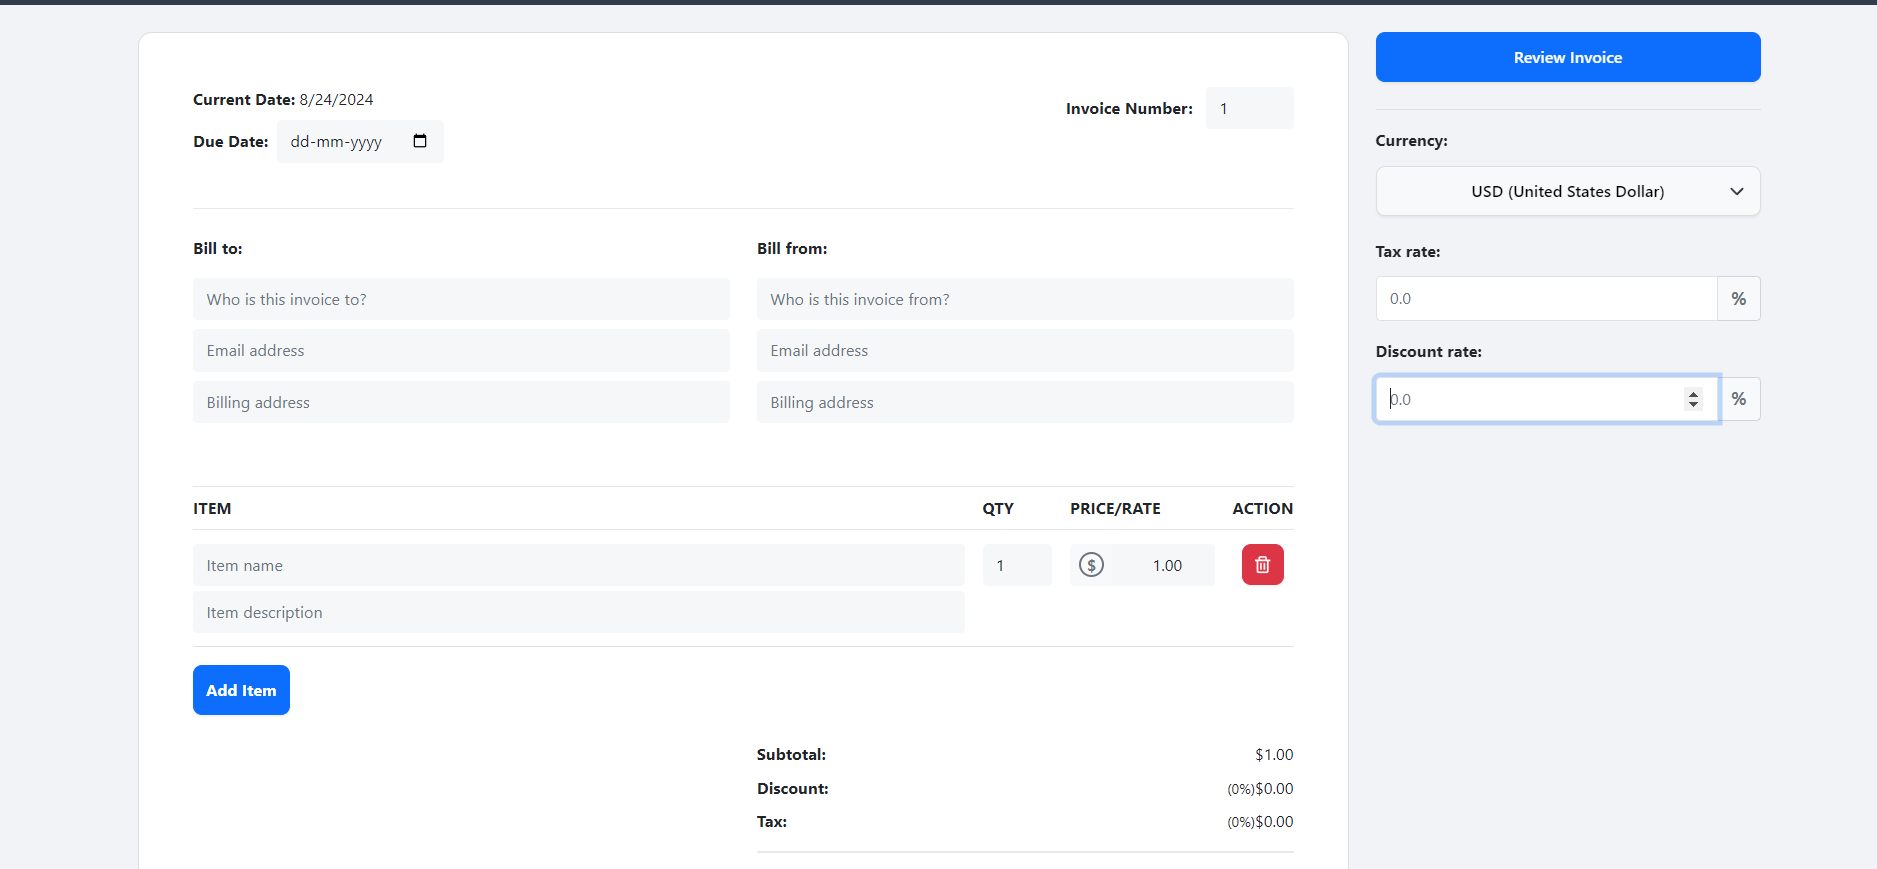 Current Date: 8/24/2024
Invoice Number: 1
Due Date: dd-mm-yyyy
Bill to:
Who is this invoice to?
Email address
Billing address
Bill from:
Who is this invoice from?
Email address
Billing address
ITEM QTY PRICE/RATE ACTION
Item name 1 $ 1.00
Item description
Add Item
Subtotal: $1.00
Discount: (0%)$0.00
Tax: (0%)$0.00
Review Invoice
Currency:
USD (United States Dollar)
Tax rate:
0.0 %
Discount rate:
0.0 %